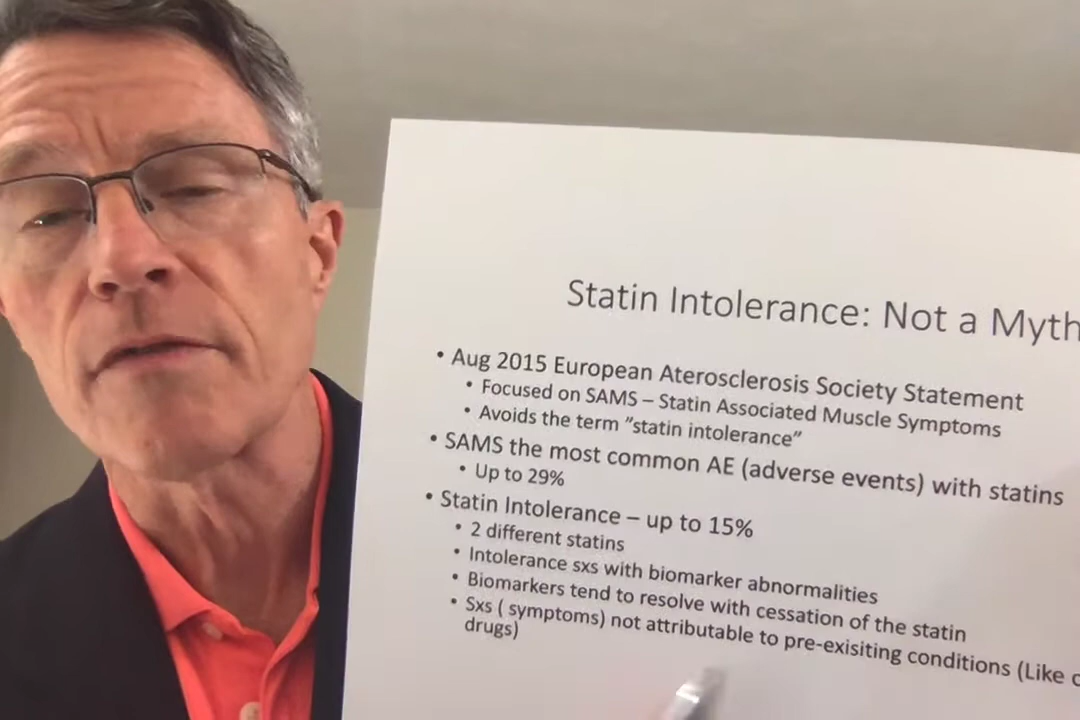 Statin Intolerance: Not a Myth
• Aug 2015 European Aterosclerosis Society Statement
• Focused on SAMS – Statin Associated Muscle Symptoms
• Avoids the term "statin intolerance"
• SAMS the most common AE (adverse events) with statins
• Up to 29%
• Statin Intolerance – up to 15%
• 2 different statins
• Intolerance sxs with biomarker abnormalities
• Biomarkers tend to resolve with cessation of the statin
• Sxs ( symptoms) not attributable to pre-exisiting conditions (Like
drugs)